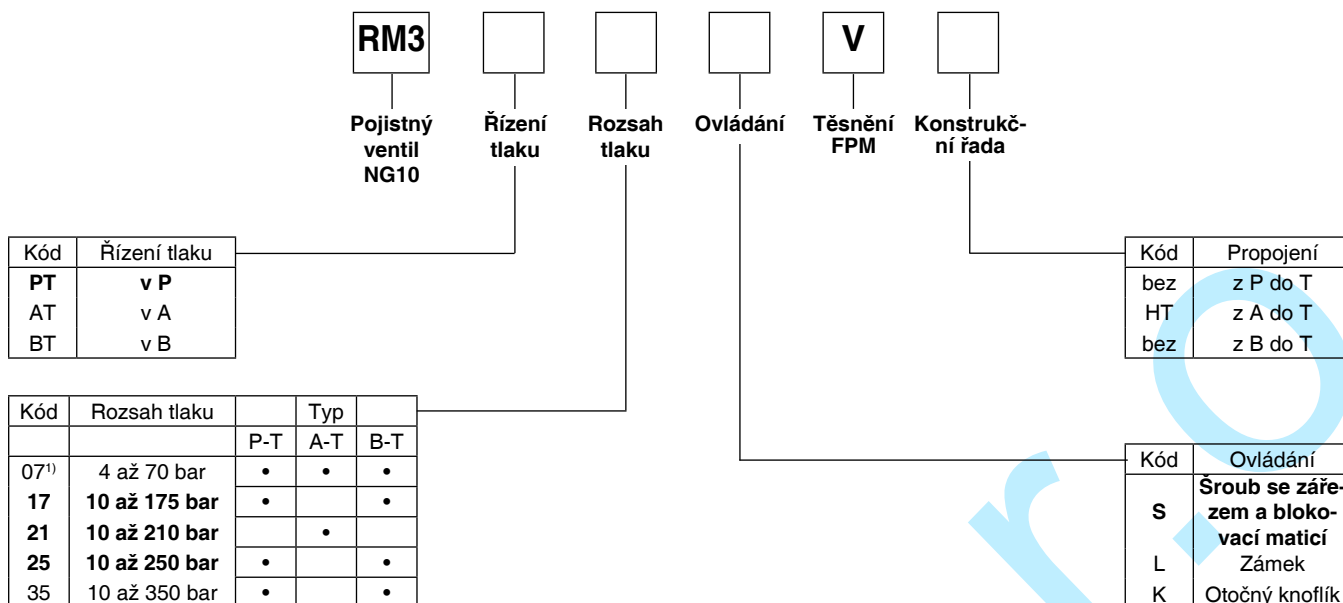 RM3 V
Pojistný ventil NG10
Řízení tlaku
Rozsah tlaku
Ovládání
Těsnění FPM
Konstrukč-
ní řada
Kód Řízení tlaku
PT v P
AT v A
BT v B
Kód Propojení
bez z P do T
HT z A do T
bez z B do T
Kód Rozsah tlaku Typ
P-T A-T B-T
07¹⁾ 4 až 70 bar • • •
17 10 až 175 bar • •
21 10 až 210 bar •
25 10 až 250 bar • •
35 10 až 350 bar • •
Kód Ovládání
S Šroub se záře-
zem a bloko-
vací maticí
L Zámek
K Otočný knoflík
r.o